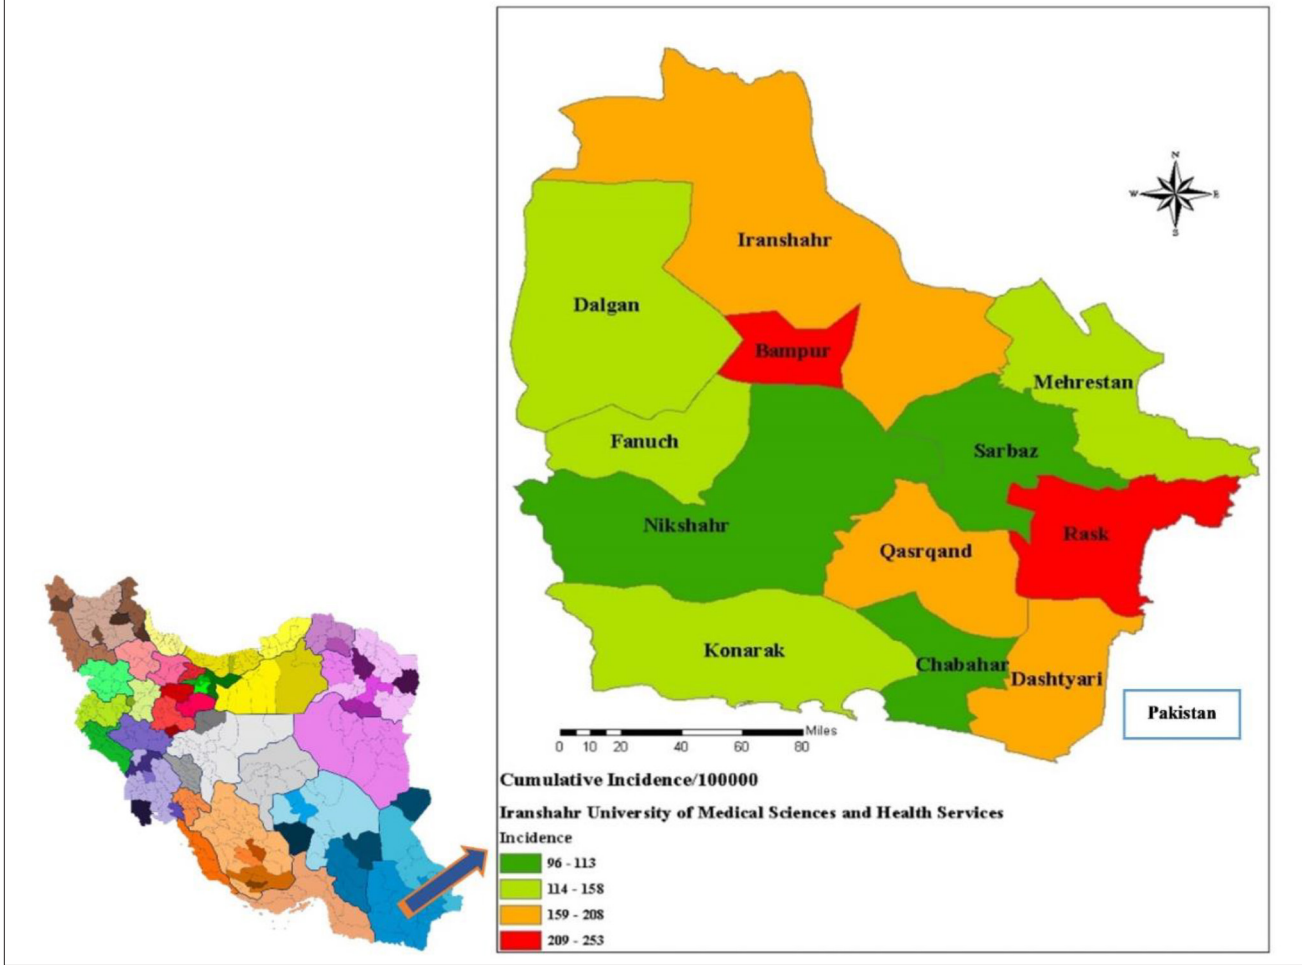 N
W E
S
Iranshahr
Dalgan
Bampur
Mehrestan
Fanuch
Sarbaz
Nikshahr
Rask
Qasrqand
Konarak
Chabahar
Dashtyari
Pakistan
Miles
0 10 20 40 60 80
Cumulative Incidence/100000
Iranshahr University of Medical Sciences and Health Services
Incidence
96 - 113
114 - 158
159 - 208
209 - 253